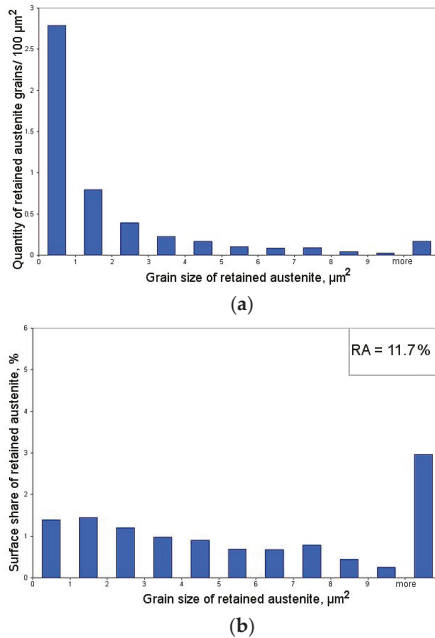 Quantity of retained austenite grains/ 100 µm²
3
2.5
2
1.5
1
0.5
0
0 1 2 3 4 5 6 7 8 9 more
Grain size of retained austenite, µm²
(a)
Surface share of retained austenite, %
6
5
4
3
2
1
0
RA = 11.7%
0 1 2 3 4 5 6 7 8 9 more
Grain size of retained austenite, µm²
(b)